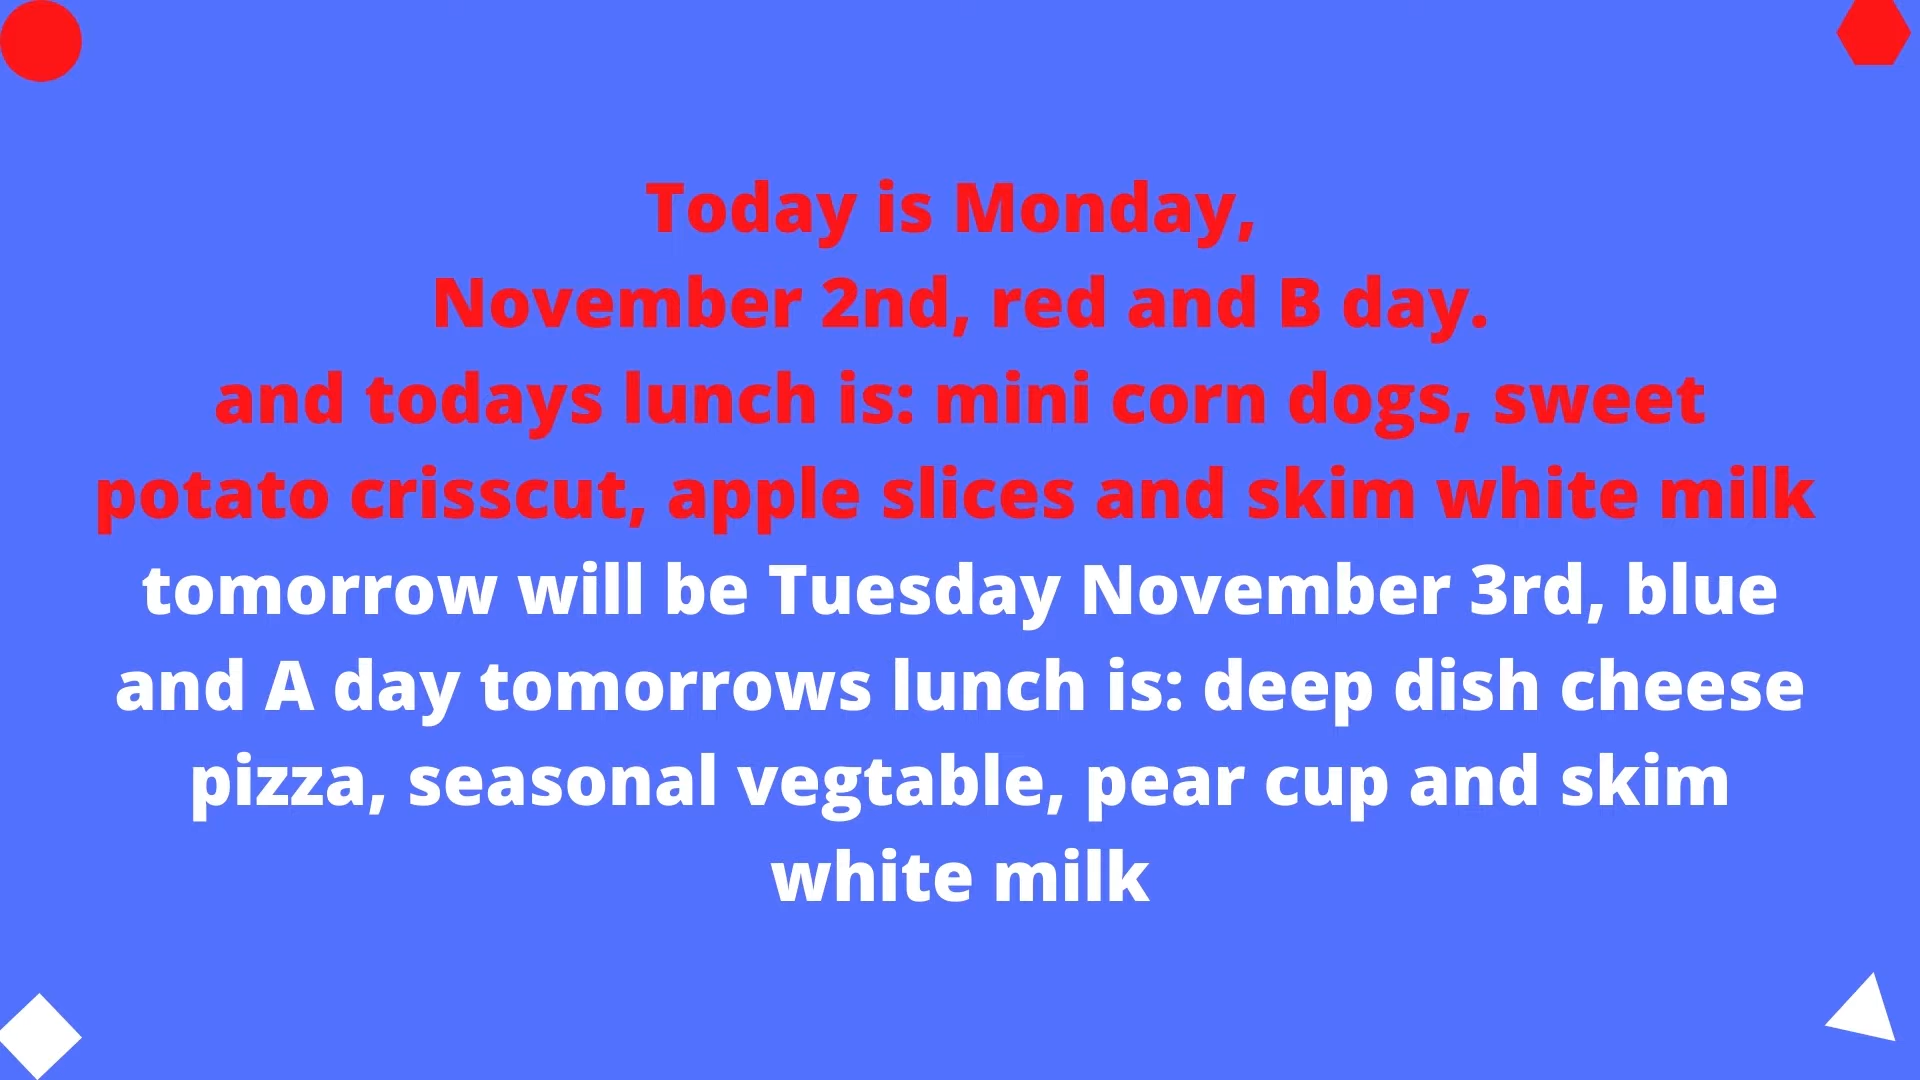 Today is Monday,
November 2nd, red and B day.
and todays lunch is: mini corn dogs, sweet
potato crisscut, apple slices and skim white milk
tomorrow will be Tuesday November 3rd, blue
and A day tomorrows lunch is: deep dish cheese
pizza, seasonal vegtable, pear cup and skim
white milk